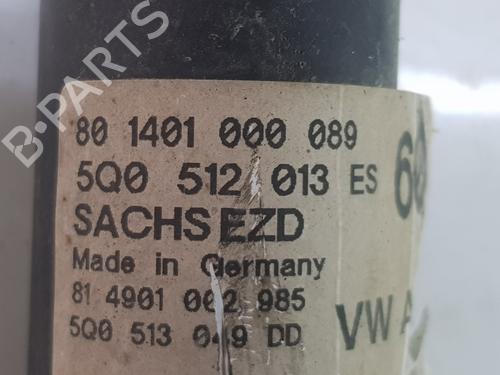 B-PARTS
80 1401 000 089
5Q0 512 013 ES
SACHS EZD
Made in Germany
81 4901 002 985
5Q0 513 049 DD
VW